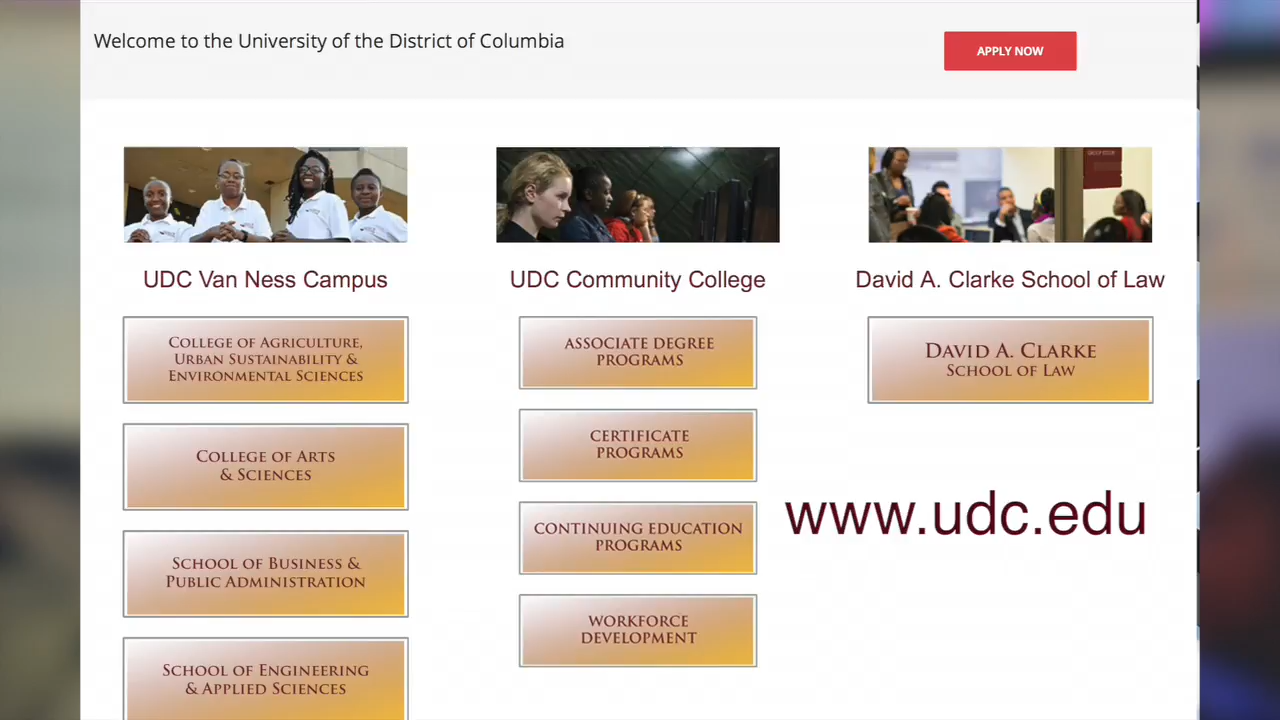 Welcome to the University of the District of Columbia
APPLY NOW
UDC Van Ness Campus
COLLEGE OF AGRICULTURE,
URBAN SUSTAINABILITY &
ENVIRONMENTAL SCIENCES
COLLEGE OF ARTS
& SCIENCES
SCHOOL OF BUSINESS &
PUBLIC ADMINISTRATION
SCHOOL OF ENGINEERING
& APPLIED SCIENCES
UDC Community College
ASSOCIATE DEGREE
PROGRAMS
CERTIFICATE
PROGRAMS
CONTINUING EDUCATION
PROGRAMS
WORKFORCE
DEVELOPMENT
David A. Clarke School of Law
DAVID A. CLARKE
SCHOOL OF LAW
www.udc.edu